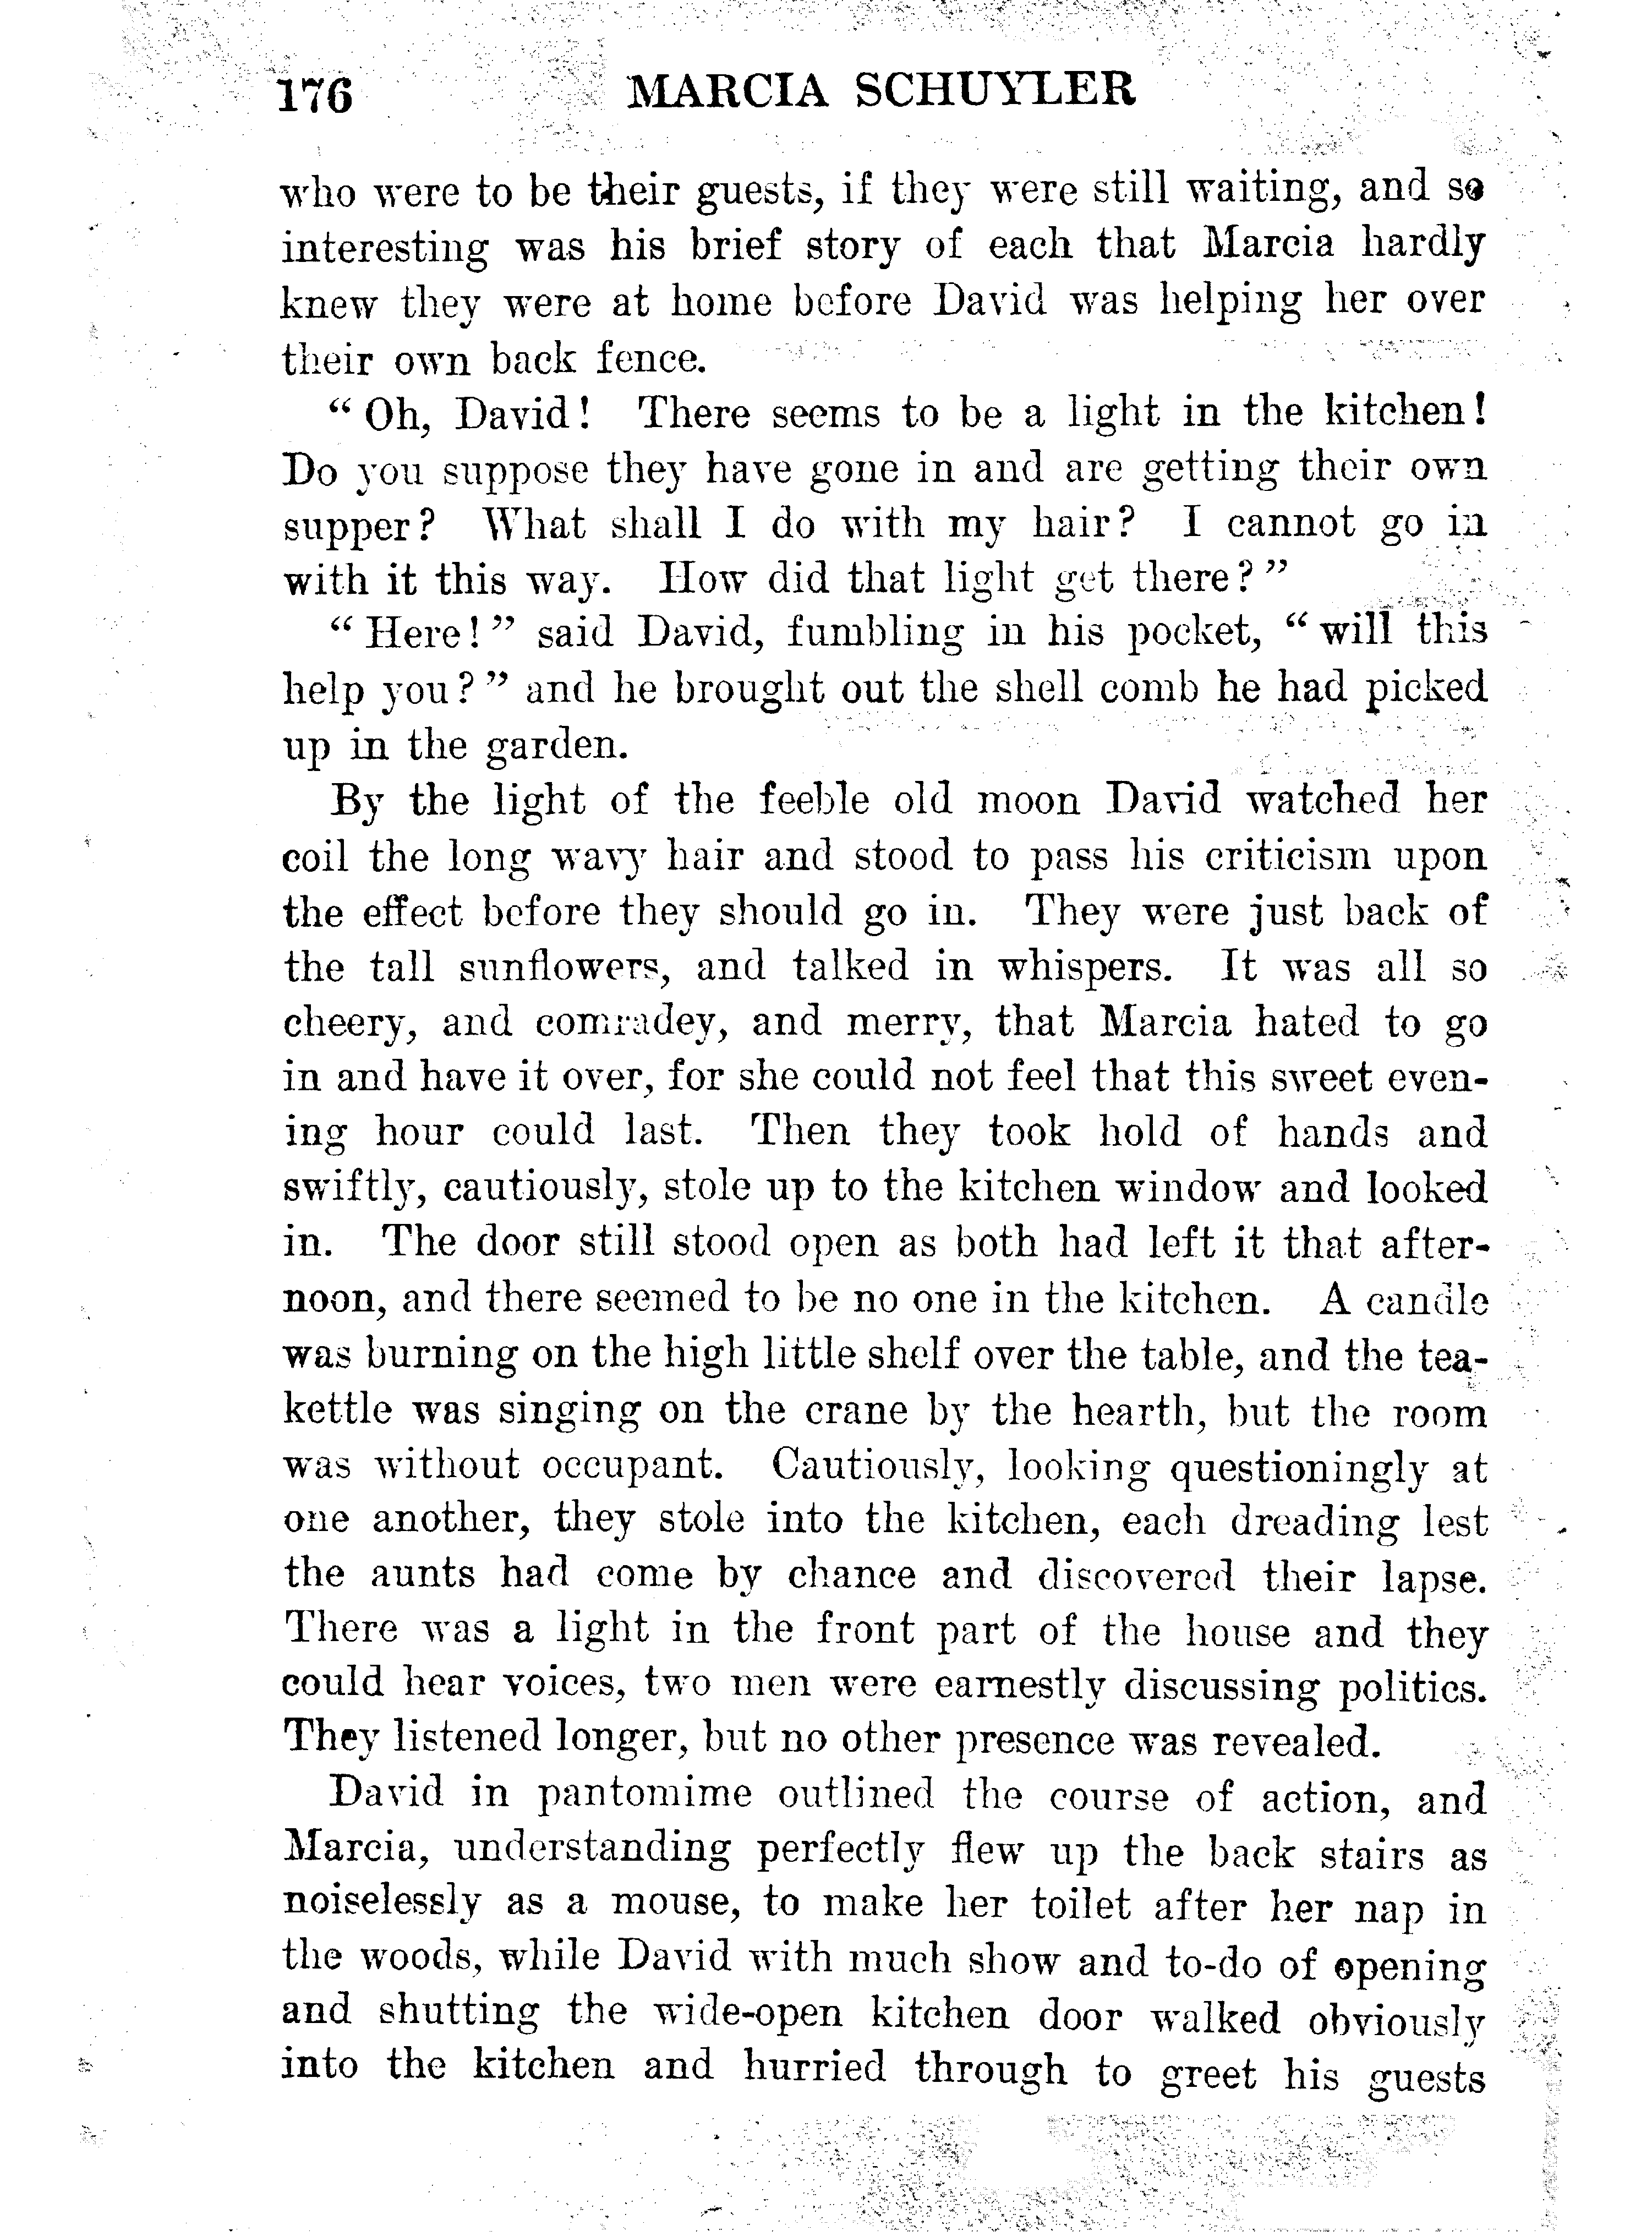 176 MARCIA SCHUYLER
who were to be their guests, if they were still waiting, and so
interesting was his brief story of each that Marcia hardly
knew they were at home before David was helping her over
their own back fence.
“Oh, David! There seems to be a light in the kitchen!
Do you suppose they have gone in and are getting their own
supper? What shall I do with my hair? I cannot go in
with it this way. How did that light get there?”
“Here!” said David, fumbling in his pocket, “will this
help you?” and he brought out the shell comb he had picked
up in the garden.
By the light of the feeble old moon David watched her
coil the long wavy hair and stood to pass his criticism upon
the effect before they should go in. They were just back of
the tall sunflowers, and talked in whispers. It was all so
cheery, and comradey, and merry, that Marcia hated to go
in and have it over, for she could not feel that this sweet even-
ing hour could last. Then they took hold of hands and
swiftly, cautiously, stole up to the kitchen window and looked
in. The door still stood open as both had left it that after-
noon, and there seemed to be no one in the kitchen. A candle
was burning on the high little shelf over the table, and the tea-
kettle was singing on the crane by the hearth, but the room
was without occupant. Cautiously, looking questioningly at
one another, they stole into the kitchen, each dreading lest
the aunts had come by chance and discovered their lapse.
There was a light in the front part of the house and they
could hear voices, two men were earnestly discussing politics.
They listened longer, but no other presence was revealed.
David in pantomime outlined the course of action, and
Marcia, understanding perfectly flew up the back stairs as
noiselessly as a mouse, to make her toilet after her nap in
the woods, while David with much show and to-do of opening
and shutting the wide-open kitchen door walked obviously
into the kitchen and hurried through to greet his guests